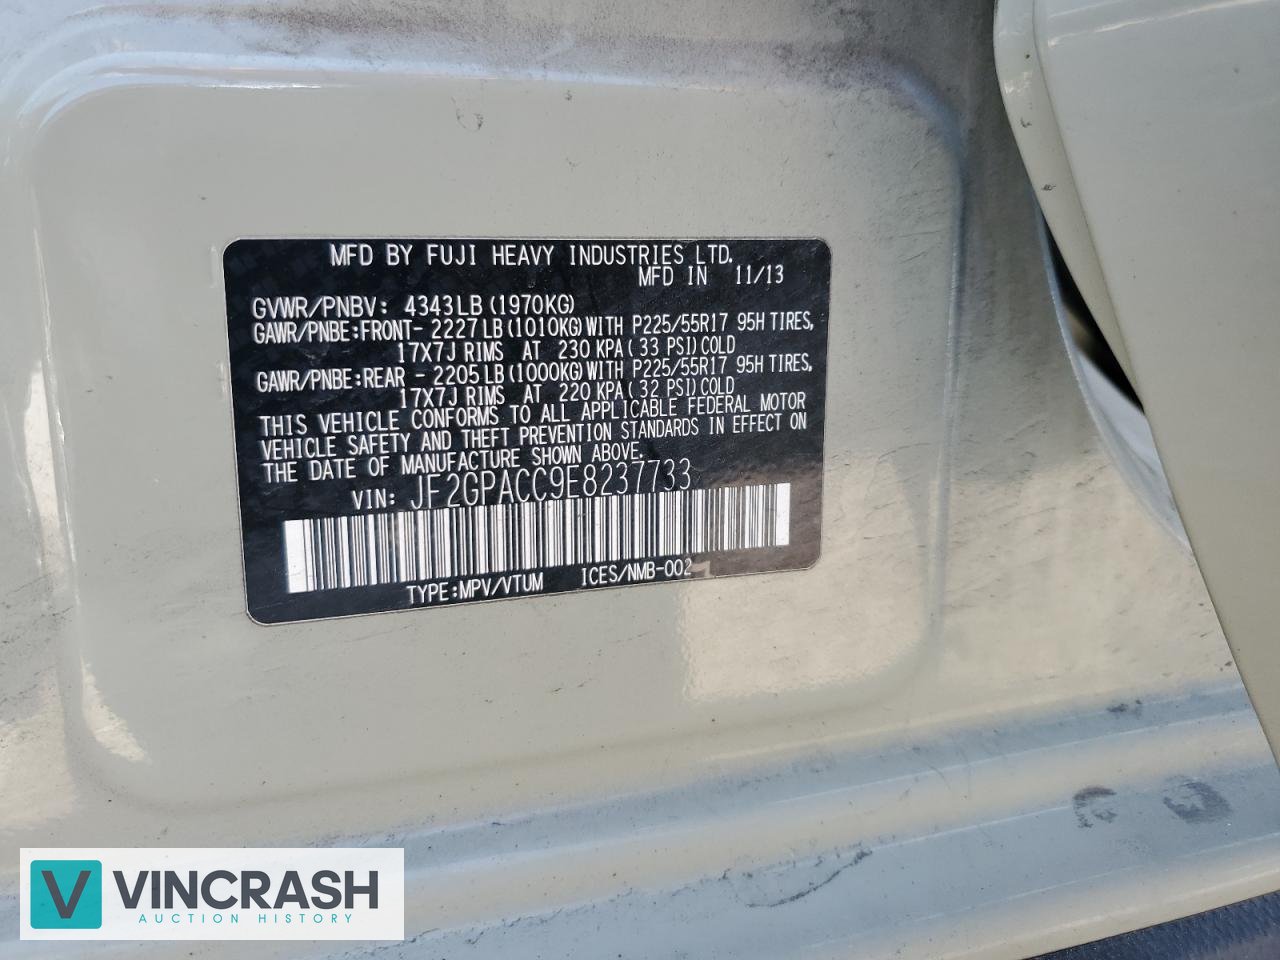 MFD BY FUJI HEAVY INDUSTRIES LTD.
MFD IN 11/13
GVWR/PNBV: 4343LB(1970KG)
GAWR/PNBE:FRONT- 2227LB(1010KG)WITH P225/55R17 95H TIRES,
17X7J RIMS AT 230 KPA( 33 PSI)COLD
GAWR/PNBE:REAR - 2205LB(1000KG)WITH P225/55R17 95H TIRES,
17X7J RIMS AT 220 KPA( 32 PSI)COLD
THIS VEHICLE CONFORMS TO ALL APPLICABLE FEDERAL MOTOR
VEHICLE SAFETY AND THEFT PREVENTION STANDARDS IN EFFECT ON
THE DATE OF MANUFACTURE SHOWN ABOVE.
VIN: JF2GPACC9E8237733
TYPE:MPV/VTUM ICES/NMB-002
V VINCRASH
AUCTION HISTORY